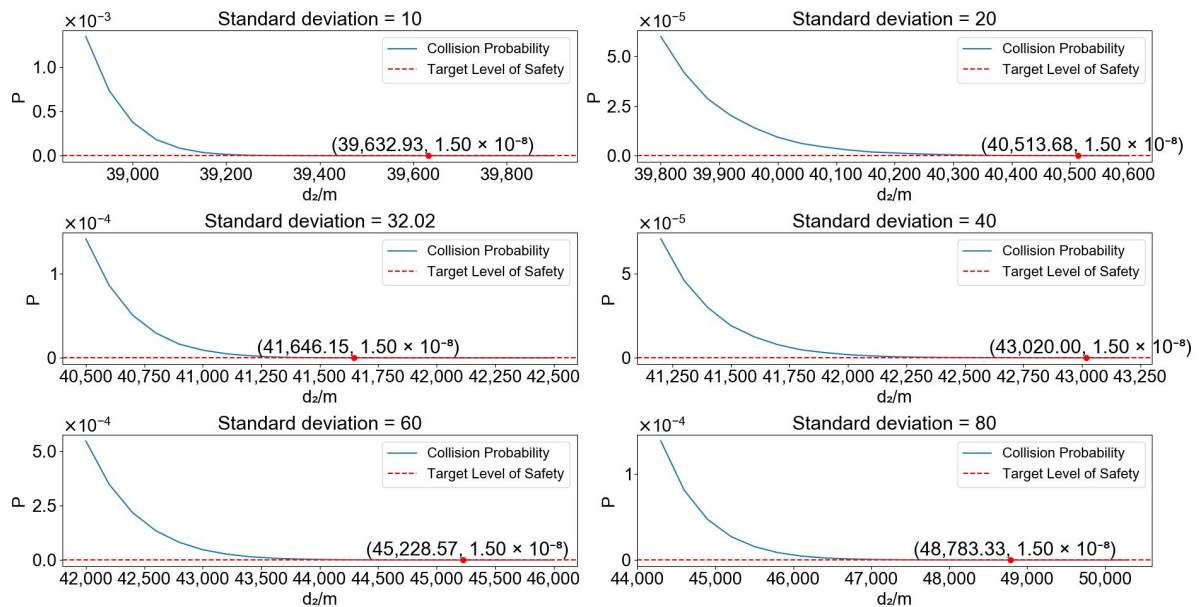 Standard deviation = 10
×10⁻³
1.0
0.5
0.0
P
Collision Probability
Target Level of Safety
(39,632.93, 1.50 × 10⁻⁸)
39,000 39,200 39,400 39,600 39,800
d₂/m
Standard deviation = 20
×10⁻⁵
5.0
2.5
0.0
P
Collision Probability
Target Level of Safety
(40,513.68, 1.50 × 10⁻⁸)
39,800 39,900 40,000 40,100 40,200 40,300 40,400 40,500 40,600
d₂/m
Standard deviation = 32.02
×10⁻⁴
1
0
P
Collision Probability
Target Level of Safety
(41,646.15, 1.50 × 10⁻⁸)
40,500 40,750 41,000 41,250 41,500 41,750 42,000 42,250 42,500
d₂/m
Standard deviation = 40
×10⁻⁵
5
0
P
Collision Probability
Target Level of Safety
(43,020.00, 1.50 × 10⁻⁸)
41,250 41,500 41,750 42,000 42,250 42,500 42,750 43,000 43,250
d₂/m
Standard deviation = 60
×10⁻⁴
5.0
2.5
0.0
P
Collision Probability
Target Level of Safety
(45,228.57, 1.50 × 10⁻⁸)
42,000 42,500 43,000 43,500 44,000 44,500 45,000 45,500 46,000
d₂/m
Standard deviation = 80
×10⁻⁴
1
0
P
Collision Probability
Target Level of Safety
(48,783.33, 1.50 × 10⁻⁸)
44,000 45,000 46,000 47,000 48,000 49,000 50,000
d₂/m